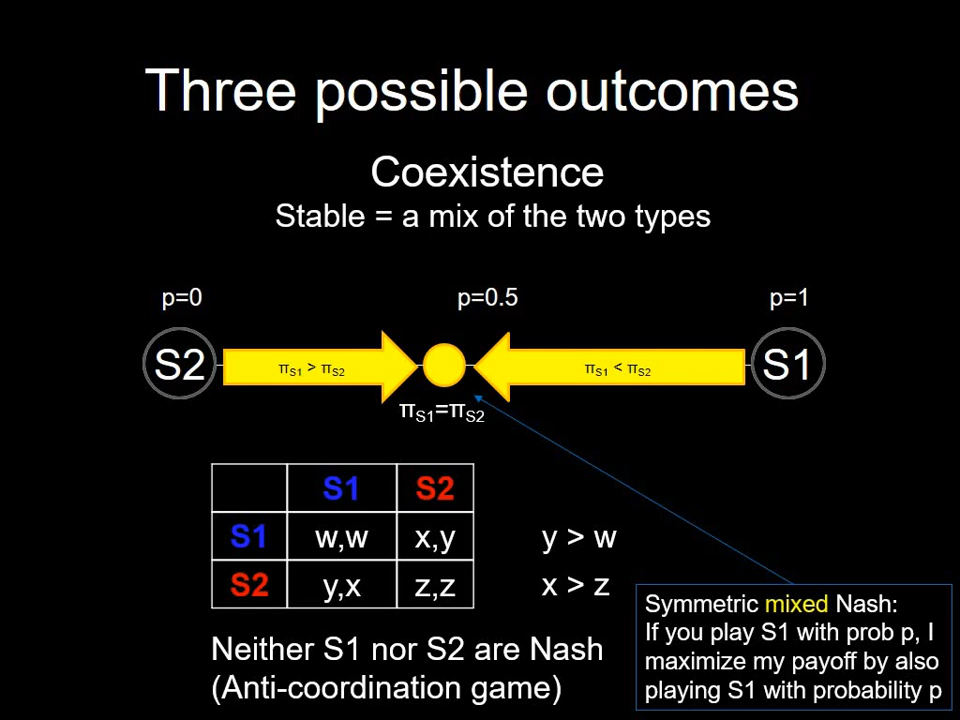 Three possible outcomes
Coexistence
Stable = a mix of the two types
p=0 p=0.5 p=1
S2 πS1 > πS2 πS1 < πS2 S1
πS1=πS2
S1 S2
S1 w,w x,y y > w
S2 y,x z,z x > z
Neither S1 nor S2 are Nash
(Anti-coordination game)
Symmetric mixed Nash:
If you play S1 with prob p, I
maximize my payoff by also
playing S1 with probability p